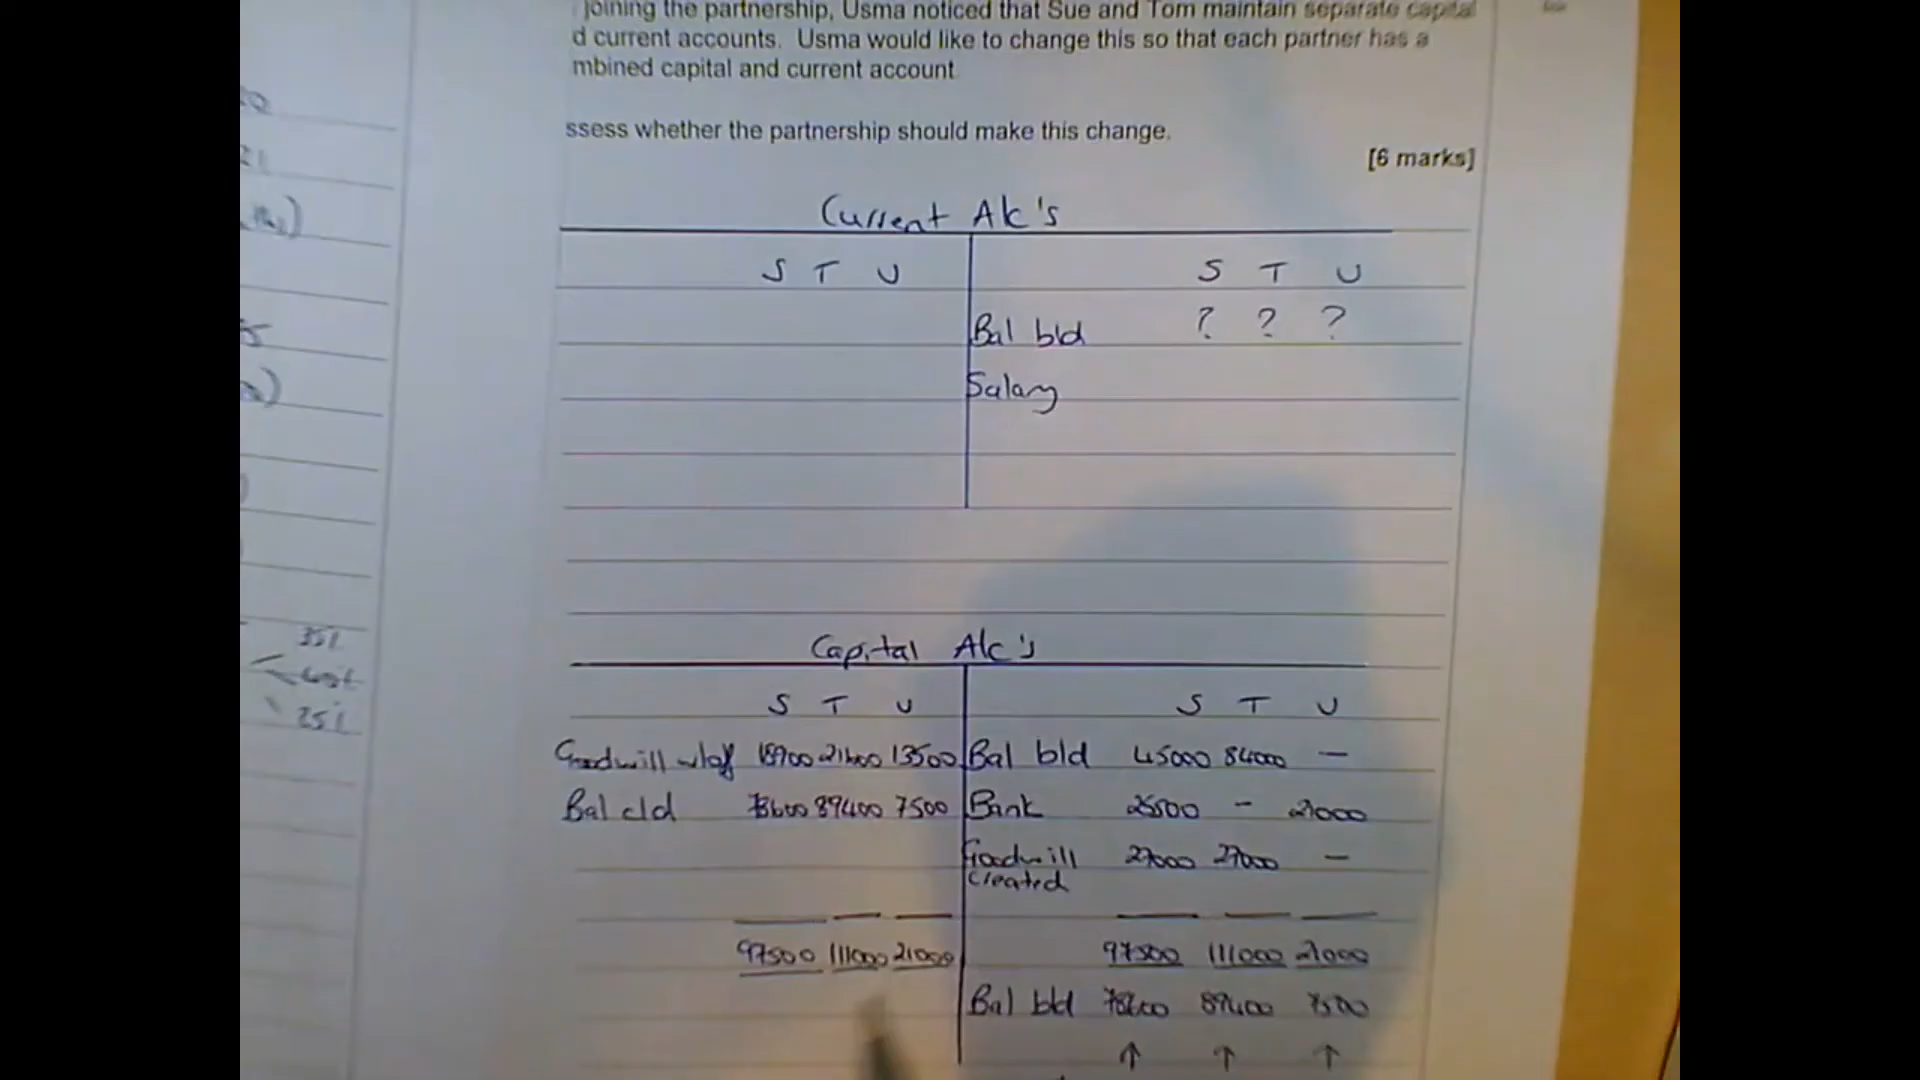 joining the partnership, Usma noticed that Sue and Tom maintain separate capital
d current accounts. Usma would like to change this so that each partner has a
mbined capital and current account
ssess whether the partnership should make this change.
[6 marks]
Current A/c's
S T U S T U
Bal b/d ? ? ?
Salary
35%
25%
Capital A/c's
S T U S T U
Goodwill w/off 18900 21600 13500 Bal b/d 45000 84000 —
Bal c/d 78600 89400 7500 Bank 25500 - 21000
Goodwill 27000 27000 —
created
97500 111000 21000 97500 111000 21000
Bal b/d 78600 89400 7500
↑ ↑ ↑